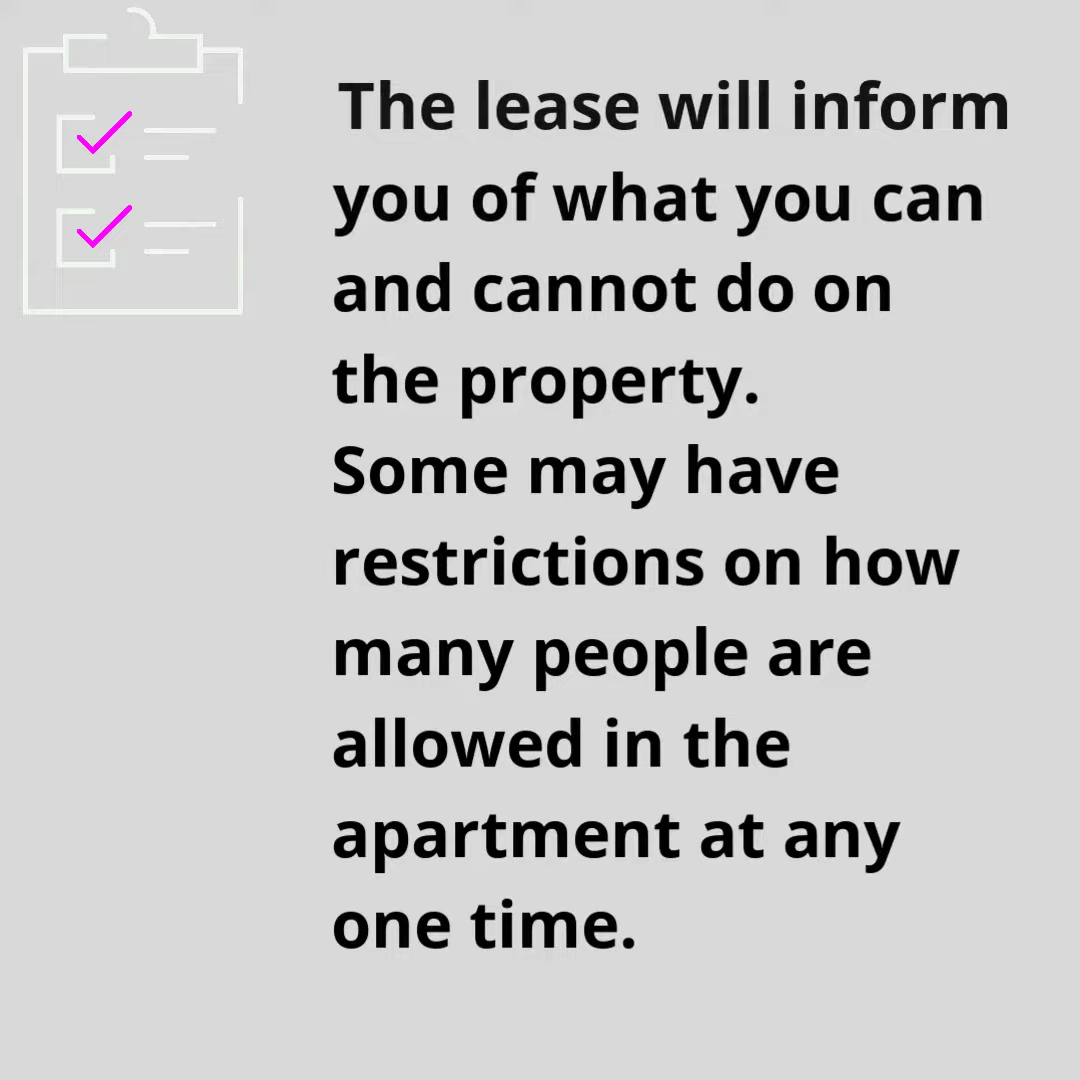 The lease will inform
you of what you can
and cannot do on
the property.
Some may have
restrictions on how
many people are
allowed in the
apartment at any
one time.